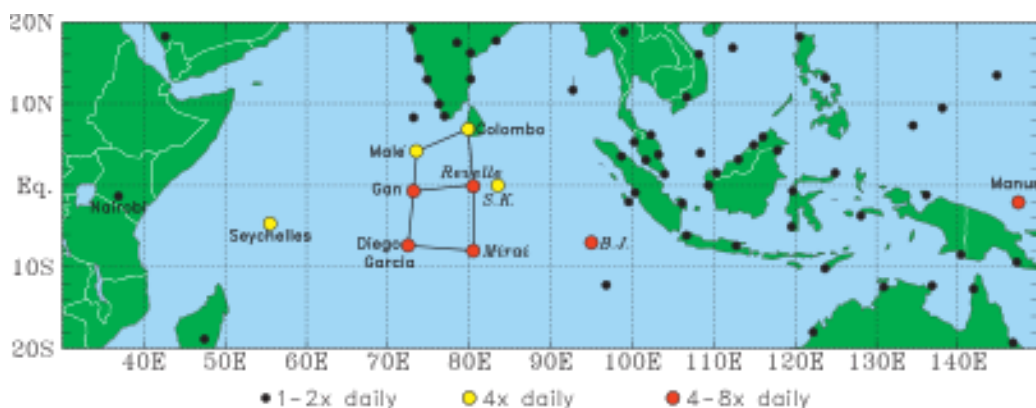 20N
10N
Colombo
Malé
Revelle
Eq.
Gan
S.K.
Manus
Nairobi
Seychelles
Diego
Garcia
Mirai
B.J.
10S
20S
40E 50E 60E 70E 80E 90E 100E 110E 120E 130E 140E
1-2x daily 4x daily 4-8x daily